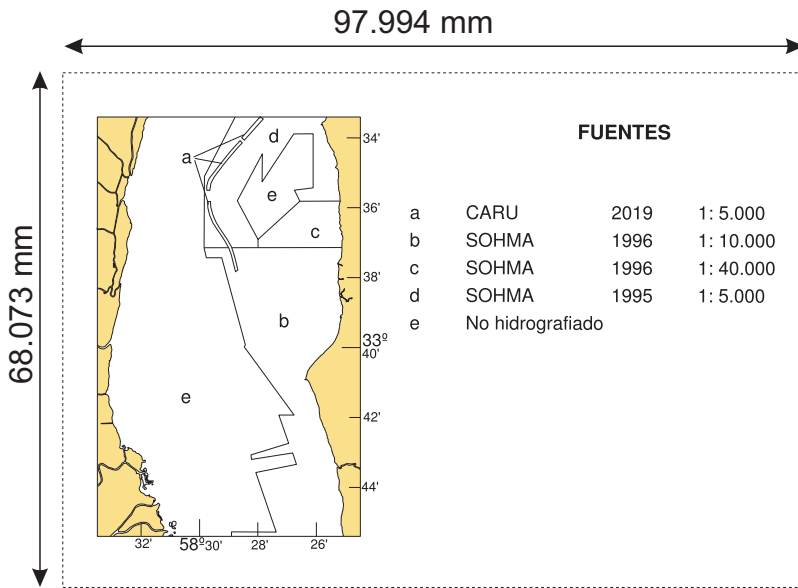 97.994 mm
68.073 mm
FUENTES
a CARU 2019 1: 5.000
b SOHMA 1996 1: 10.000
c SOHMA 1996 1: 40.000
d SOHMA 1995 1: 5.000
e No hidrografiado
34'
36'
38'
33º
40'
42'
44'
32' 58º30' 28' 26'
d
a
e
c
b
e